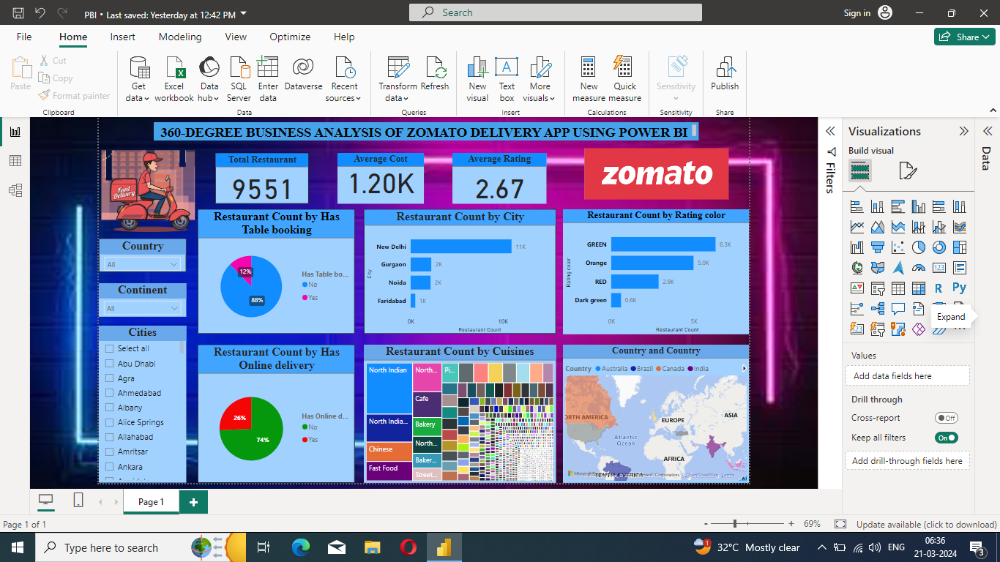 PBI • Last saved: Yesterday at 12:42 PM
Search
Sign in
File Home Insert Modeling View Optimize Help
Share
Paste
Cut
Copy
Format painter
Get data
Excel workbook
Data hub
SQL Server
Enter data
Dataverse
Recent sources
Transform data
Refresh
New visual
Text box
More visuals
New measure
Quick measure
Sensitivity
Publish
Clipboard
Data
Queries
Insert
Calculations
Sensitivity
Share
360-DEGREE BUSINESS ANALYSIS OF ZOMATO DELIVERY APP USING POWER BI
Food
Delivery
Total Restaurant
9551
Average Cost
1.20K
Average Rating
2.67
zomato
Country
All
Continent
All
Cities
Select all
Abu Dhabi
Agra
Ahmedabad
Albany
Alice Springs
Allahabad
Amritsar
Ankara
Restaurant Count by Has
Table booking
12%
88%
Has Table bo...
No
Yes
Restaurant Count by City
City
New Delhi 11K
Gurgaon 2K
Noida 2K
Faridabad 1K
0K 10K
Restaurant Count
Restaurant Count by Rating color
Rating color
GREEN 6.3K
Orange 5.0K
RED 2.9K
Dark green 0.6K
0K 5K
Restaurant Count
Restaurant Count by Has
Online delivery
26%
74%
Has Online d...
No
Yes
Restaurant Count by Cuisines
North Indian
North India...
Chinese
Fast Food
North...
Cafe
Bakery
North...
Baker...
Street...
Pi...
Country and Country
Country Australia Brazil Canada India
NORTH AMERICA
EUROPE
ASIA
Atlantic
Ocean
AFRICA
© OpenStreetMap Terms
Filters
Visualizations
Build visual
R
Py
123
Expand
Values
Add data fields here
Drill through
Cross-report
Off
Keep all filters
On
Add drill-through fields here
Data
Page 1
Page 1 of 1
- + 69%
Update available (click to download)
Type here to search
32°C Mostly clear
ENG
06:36
21-03-2024
3